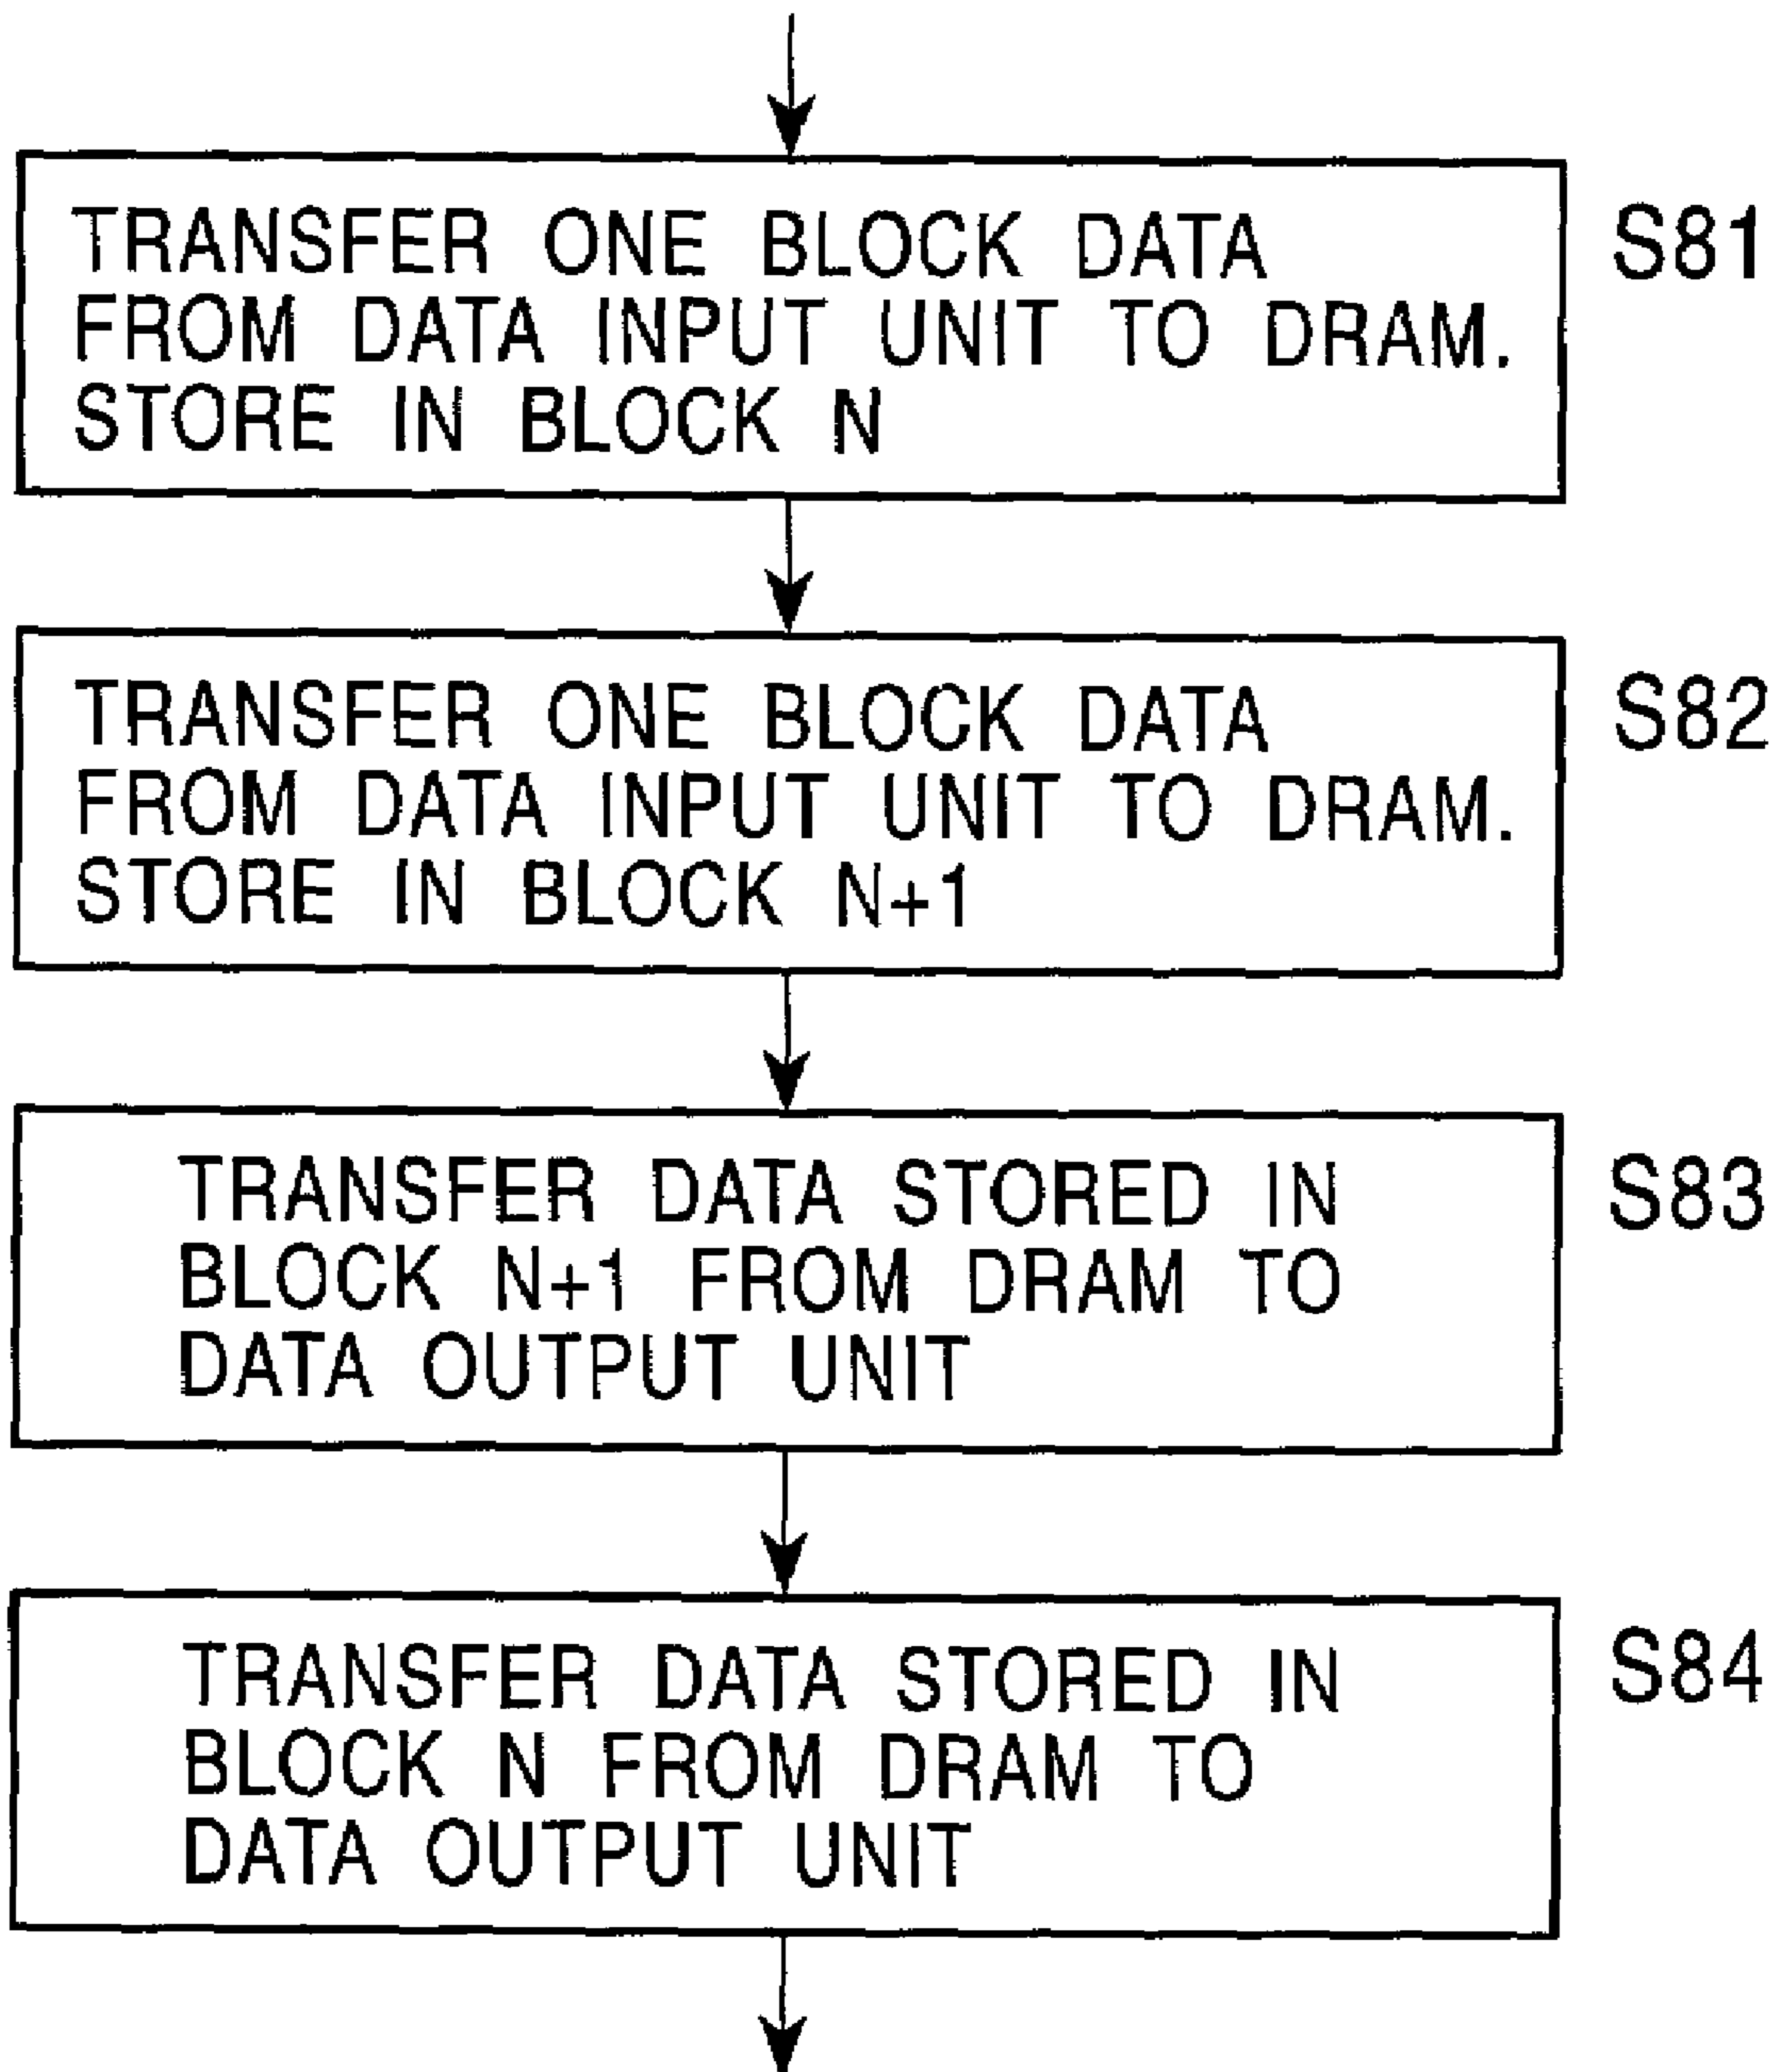 TRANSFER ONE BLOCK DATA
FROM DATA INPUT UNIT TO DRAM.
STORE IN BLOCK N
S81
TRANSFER ONE BLOCK DATA
FROM DATA INPUT UNIT TO DRAM.
STORE IN BLOCK N+1
S82
TRANSFER DATA STORED IN
BLOCK N+1 FROM DRAM TO
DATA OUTPUT UNIT
S83
TRANSFER DATA STORED IN
BLOCK N FROM DRAM TO
DATA OUTPUT UNIT
S84